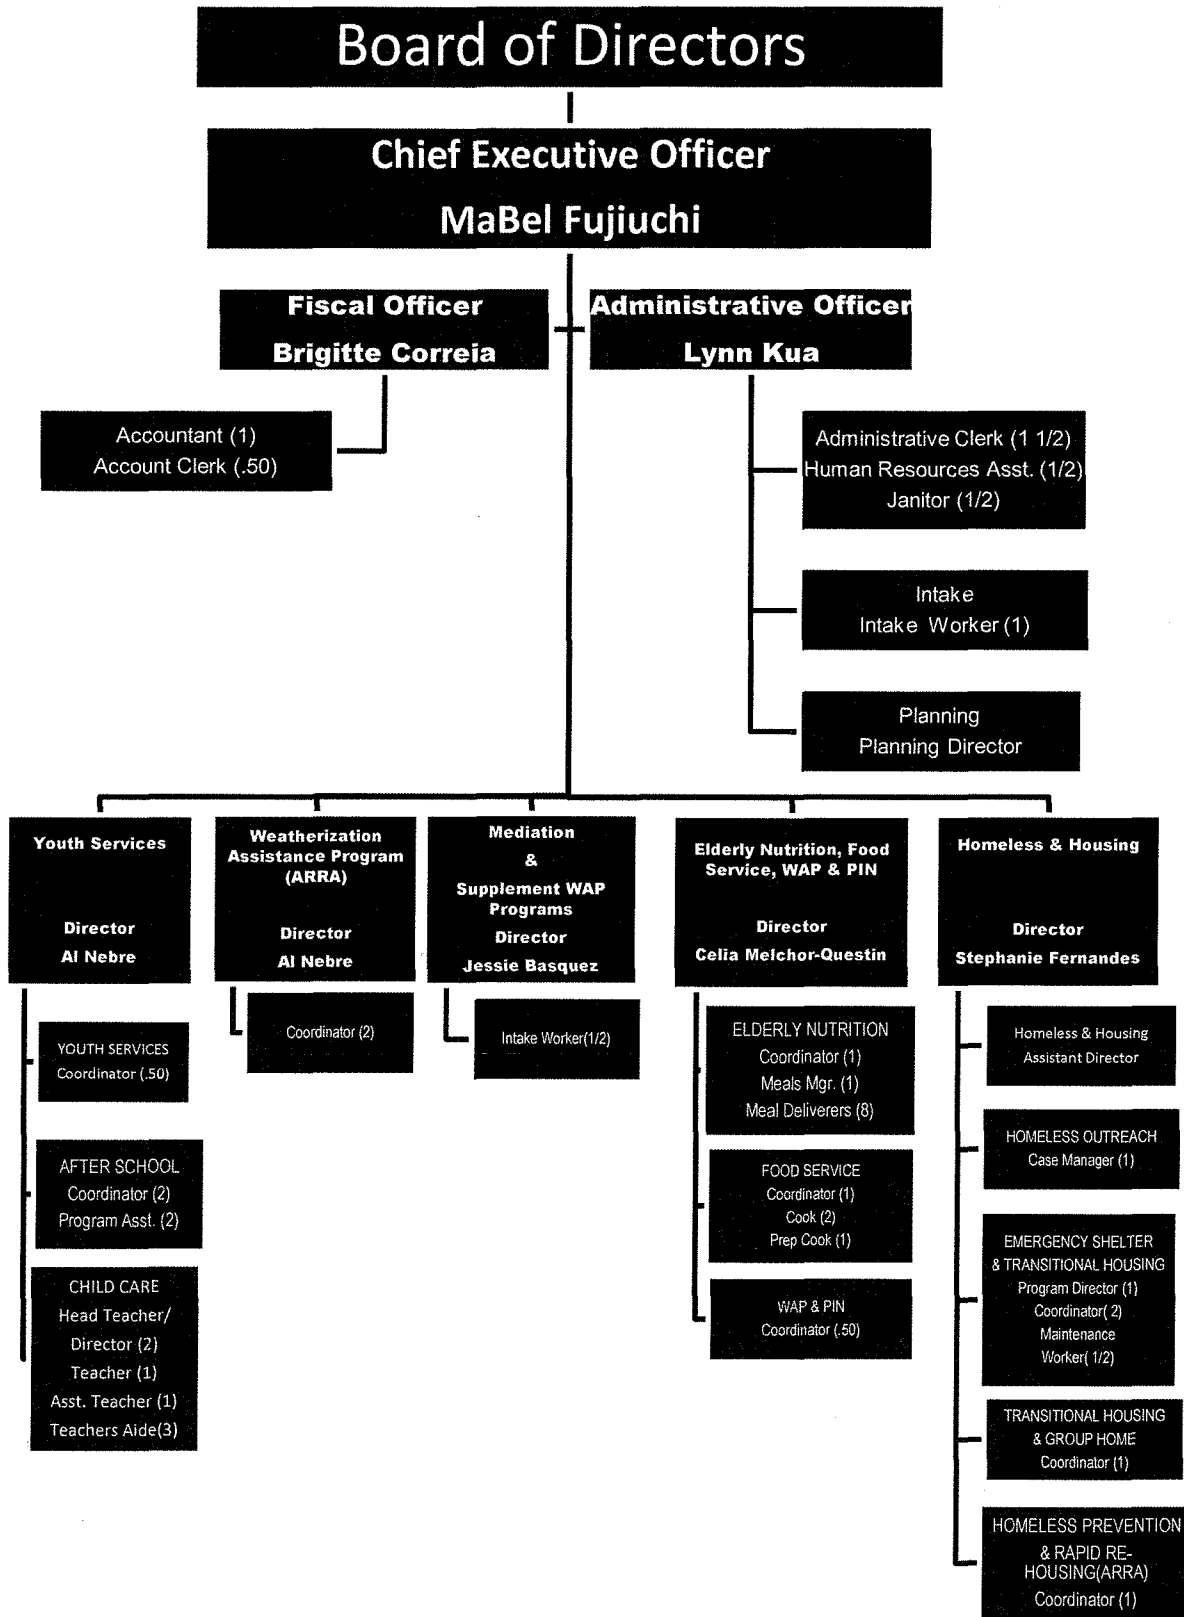 Board of Directors
Chief Executive Officer
MaBel Fujiuchi
Fiscal Officer
Brigitte Correia
Administrative Officer
Lynn Kua
Accountant (1)
Account Clerk (.50)
Administrative Clerk (1 1/2)
Human Resources Asst. (1/2)
Janitor (1/2)
Intake
Intake Worker (1)
Planning
Planning Director
Youth Services
Director
Al Nebre
Weatherization
Assistance Program
(ARRA)
Director
Al Nebre
Mediation
&
Supplement WAP
Programs
Director
Jessie Basquez
Elderly Nutrition, Food
Service, WAP & PIN
Director
Celia Melchor-Questin
Homeless & Housing
Director
Stephanie Fernandes
YOUTH SERVICES
Coordinator (.50)
AFTER SCHOOL
Coordinator (2)
Program Asst. (2)
CHILD CARE
Head Teacher/
Director (2)
Teacher (1)
Asst. Teacher (1)
Teachers Aide(3)
Coordinator (2)
Intake Worker(1/2)
ELDERLY NUTRITION
Coordinator (1)
Meals Mgr. (1)
Meal Deliverers (8)
FOOD SERVICE
Coordinator (1)
Cook (2)
Prep Cook (1)
WAP & PIN
Coordinator (.50)
Homeless & Housing
Assistant Director
HOMELESS OUTREACH
Case Manager (1)
EMERGENCY SHELTER
& TRANSITIONAL HOUSING
Program Director (1)
Coordinator( 2)
Maintenance
Worker( 1/2)
TRANSITIONAL HOUSING
& GROUP HOME
Coordinator (1)
HOMELESS PREVENTION
& RAPID RE-
HOUSING(ARRA)
Coordinator (1)